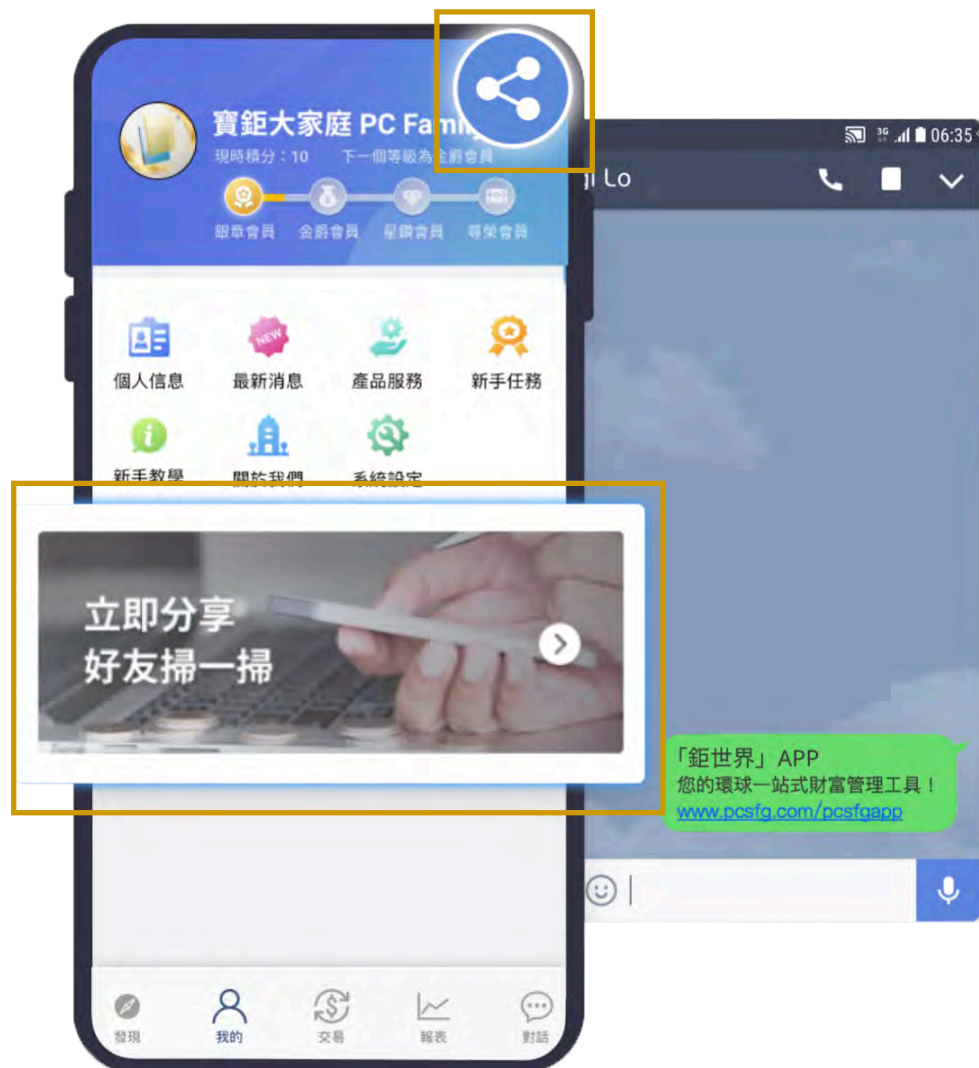 寶鉅大家庭 PC Family
現時積分：10 下一個等級為金爵會員
銀章會員 金爵會員 星鑽會員 尊榮會員
NEW
個人信息 最新消息 產品服務 新手任務
新手教學 關於我們 系統設定
立即分享
好友掃一掃
發現 我的 交易 報表 對話
3G 06:35
Lo
「鉅世界」APP
您的環球一站式財富管理工具！
www.pcsfg.com/pcsfgapp